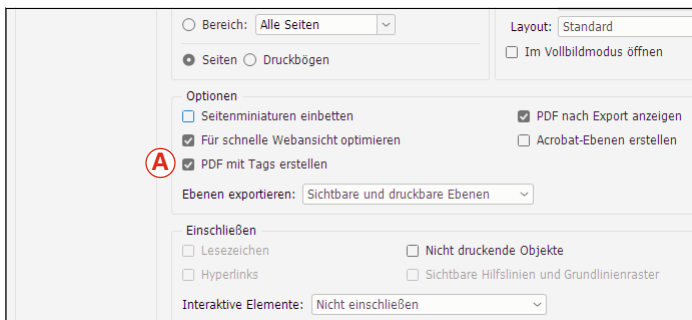 Bereich: Alle Seiten
Layout: Standard
Im Vollbildmodus öffnen
Seiten Druckbögen
Optionen
Seitenminiaturen einbetten
PDF nach Export anzeigen
Für schnelle Webansicht optimieren
Acrobat-Ebenen erstellen
A PDF mit Tags erstellen
Ebenen exportieren: Sichtbare und druckbare Ebenen
Einschließen
Lesezeichen
Nicht druckende Objekte
Hyperlinks
Sichtbare Hilfslinien und Grundlinienraster
Interaktive Elemente: Nicht einschließen